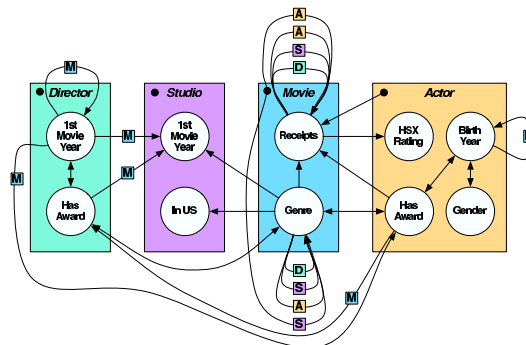 A
A
S
D
M
Director
Studio
Movie
Actor
1st
Movie
Year
M
1st
Movie
Year
Receipts
HSX
Rating
Birth
Year
M
M
Has
Award
In US
Genre
Has
Award
Gender
D
S
A
S
M